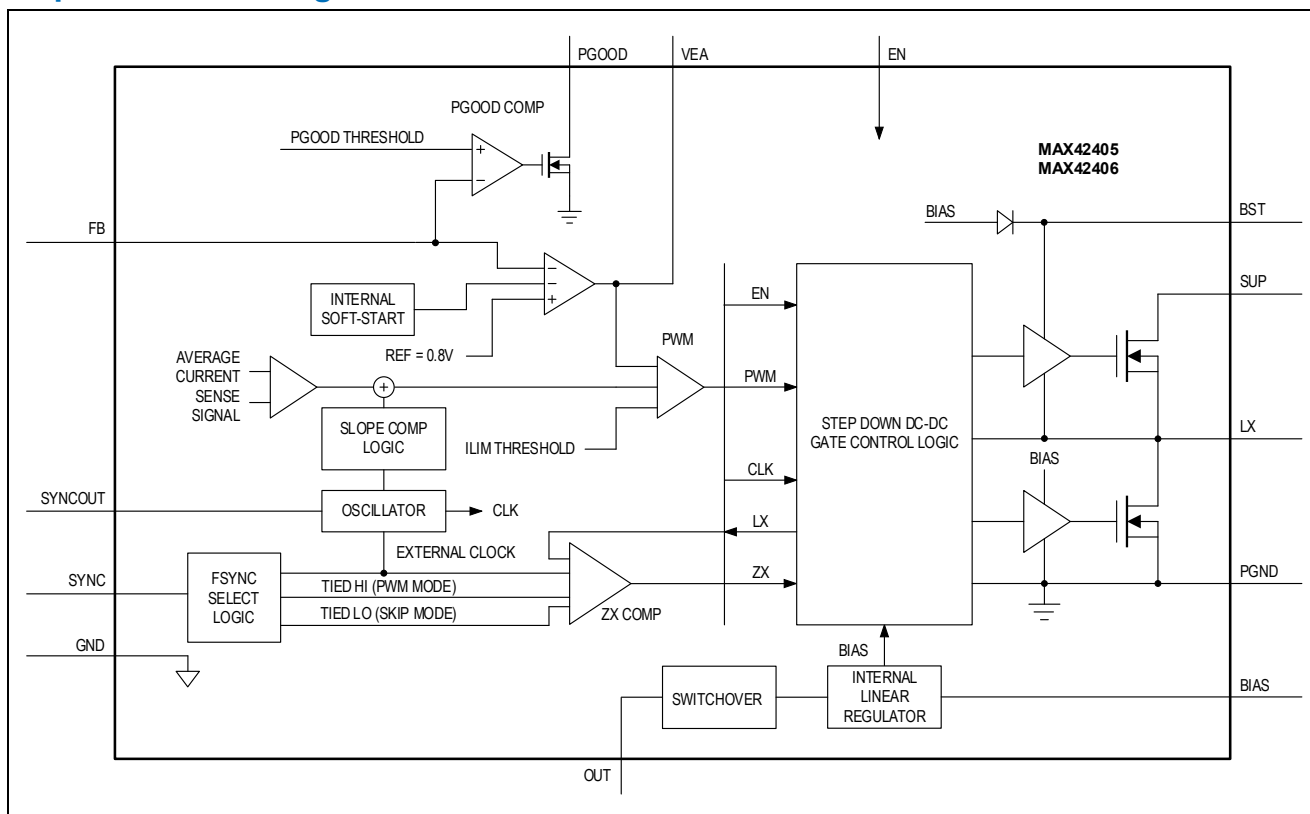 PGOOD
VEA
EN
PGOOD COMP
PGOOD THRESHOLD
+
−
MAX42405
MAX42406
FB
BIAS
BST
SUP
−
−
+
INTERNAL
SOFT-START
REF = 0.8V
EN
AVERAGE
CURRENT
SENSE
SIGNAL
+
PWM
PWM
STEP DOWN DC-DC
GATE CONTROL LOGIC
SLOPE COMP
LOGIC
ILIM THRESHOLD
LX
BIAS
CLK
SYNCOUT
OSCILLATOR
CLK
LX
EXTERNAL CLOCK
SYNC
FSYNC
SELECT
LOGIC
TIED HI (PWM MODE)
TIED LO (SKIP MODE)
ZX COMP
ZX
PGND
GND
BIAS
SWITCHOVER
INTERNAL
LINEAR
REGULATOR
BIAS
OUT